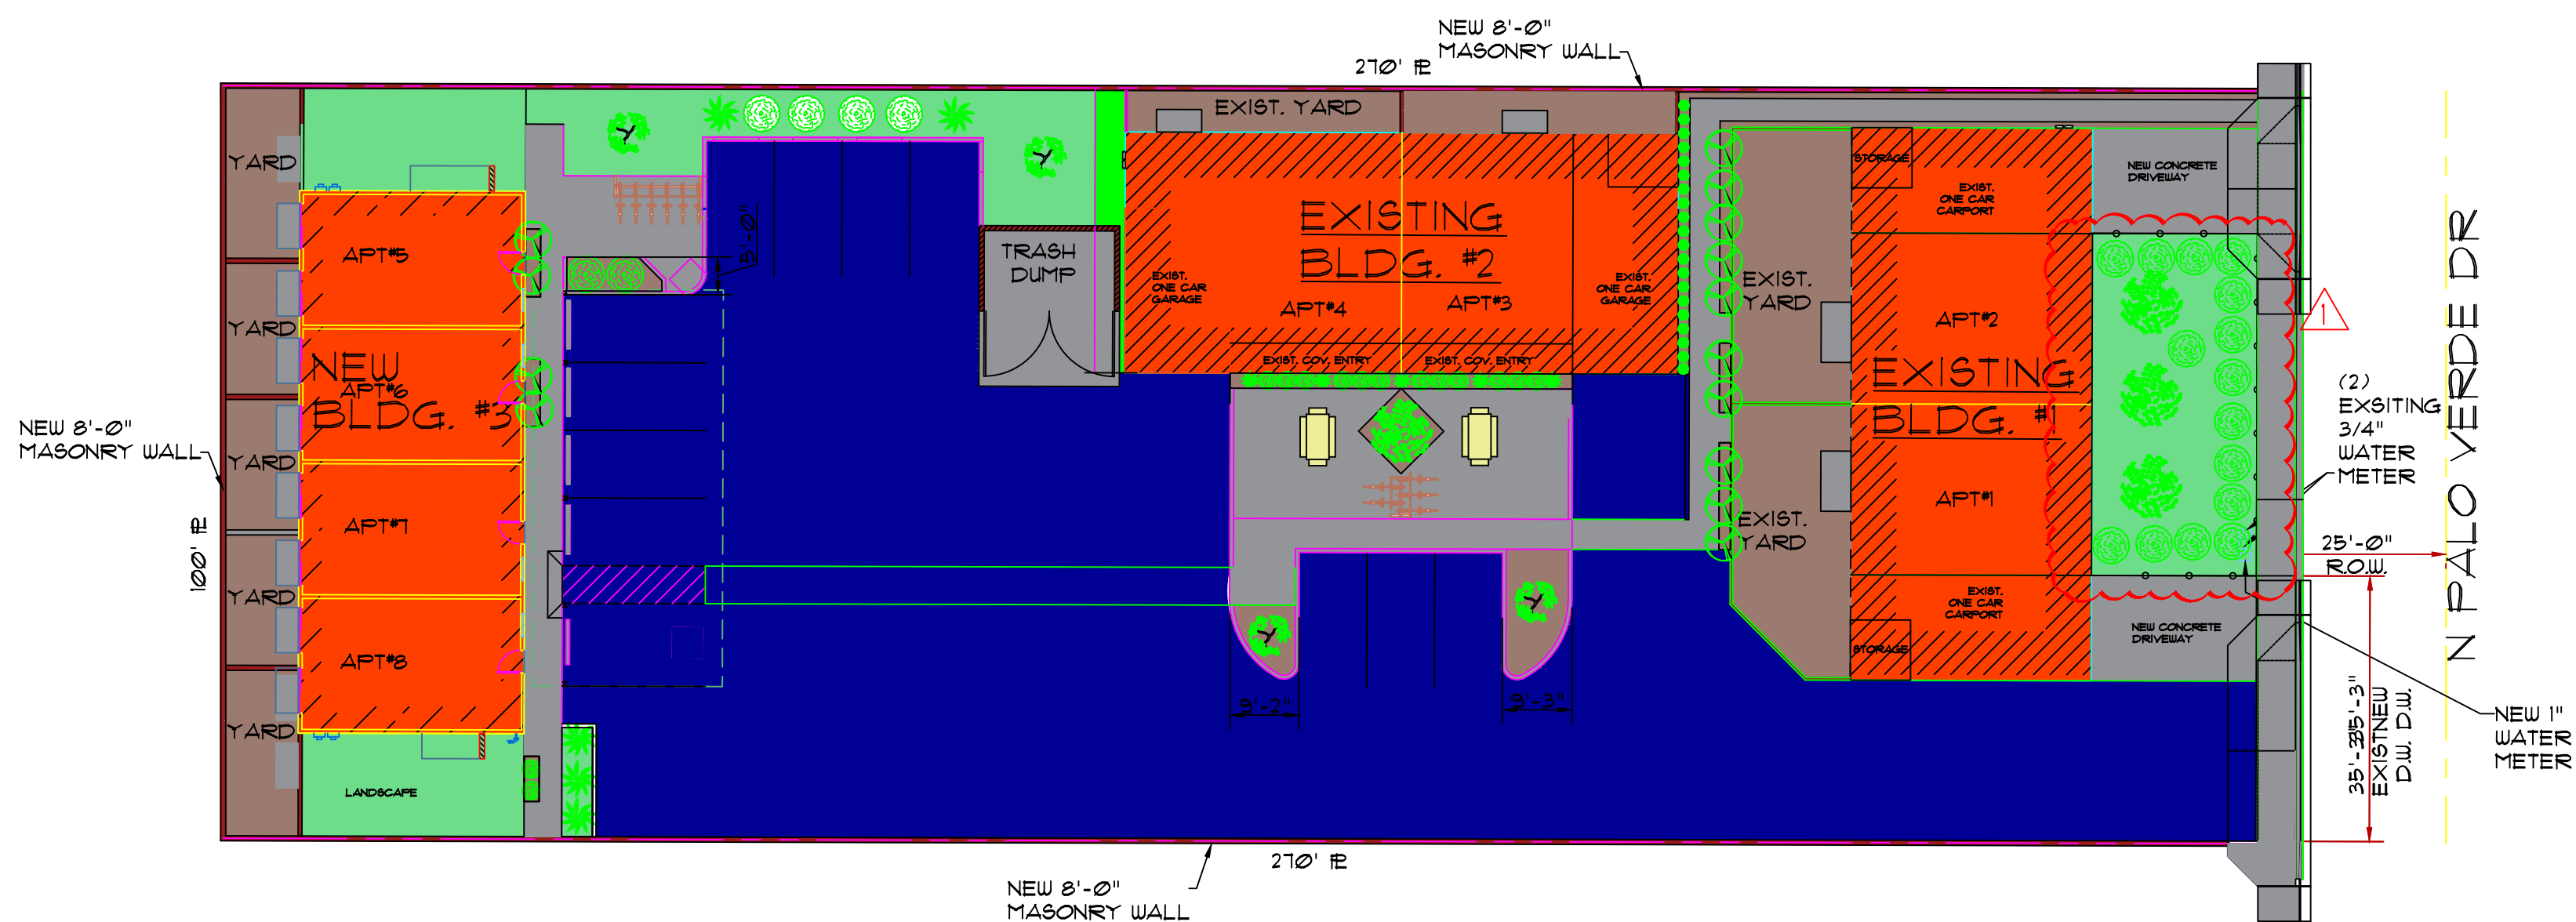 NEW 8'-0"
MASONRY WALL
270' PL
EXIST. YARD
YARD
STORAGE
NEW CONCRETE
DRIVEWAY
EXIST.
ONE CAR
CARPORT
EXISTING
BLDG. #2
TRASH
DUMP
5'-0"
APT#5
EXIST.
ONE CAR
GARAGE
EXIST.
ONE CAR
GARAGE
APT#4
APT#3
EXIST.
YARD
APT#2
1
YARD
EXIST. COV. ENTRY
EXIST. COV. ENTRY
NEW
APT#6
BLDG. #3
EXISTING
BLDG. #1
N PALO VERDE DR
(2)
EXSITING
3/4"
WATER
METER
NEW 8'-0"
MASONRY WALL
YARD
APT#7
APT#1
EXIST.
YARD
25'-0"
R.O.W.
100' PL
YARD
EXIST.
ONE CAR
CARPORT
NEW CONCRETE
DRIVEWAY
STORAGE
APT#8
9'-2"
9'-3"
YARD
EXIST
D.W.
NEW
D.W.
NEW 1"
WATER
METER
LANDSCAPE
270' PL
NEW 8'-0"
MASONRY WALL